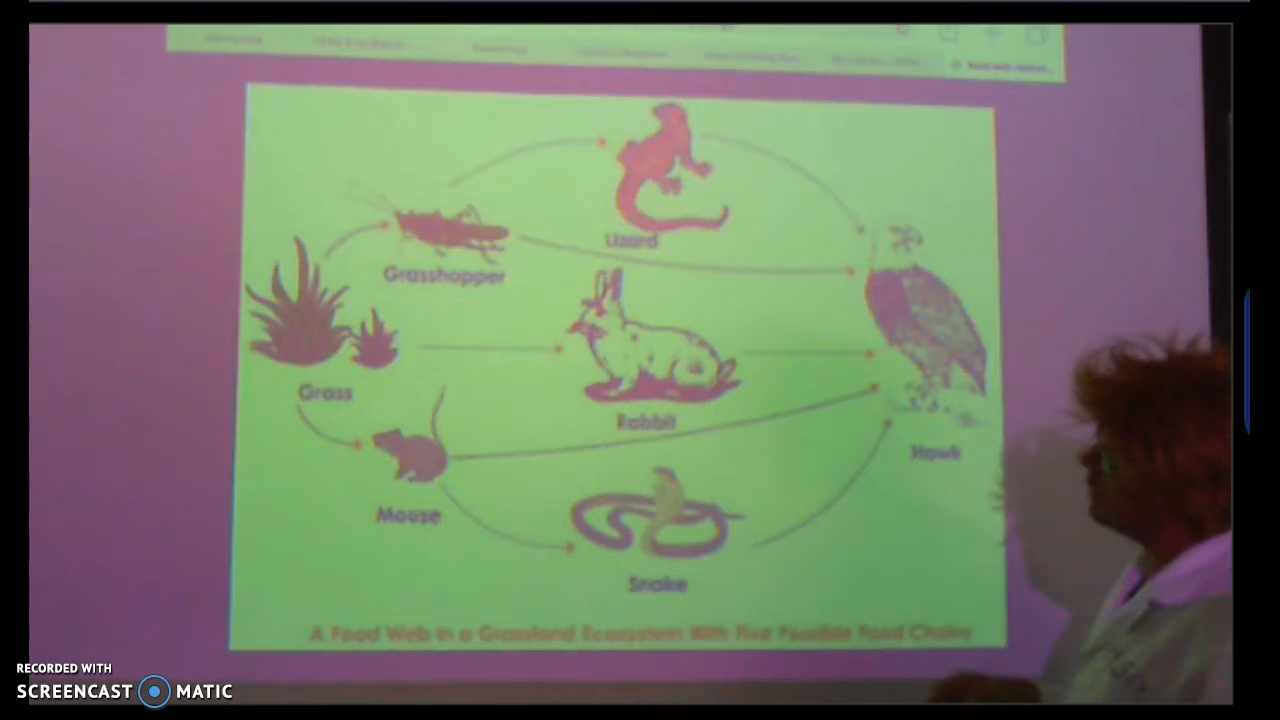 Lizard
Grasshopper
Grass
Rabbit
Hawk
Mouse
Snake
A Food Web in a Grassland Ecosystem With Five Possible Food Chains
RECORDED WITH
SCREENCAST MATIC